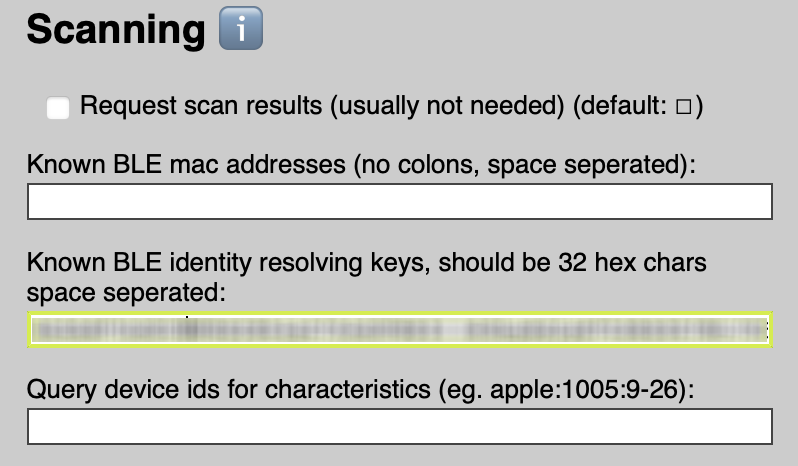 Scanning ℹ️
Request scan results (usually not needed) (default: ☐)
Known BLE mac addresses (no colons, space seperated):
Known BLE identity resolving keys, should be 32 hex chars
space seperated:
Query device ids for characteristics (eg. apple:1005:9-26):